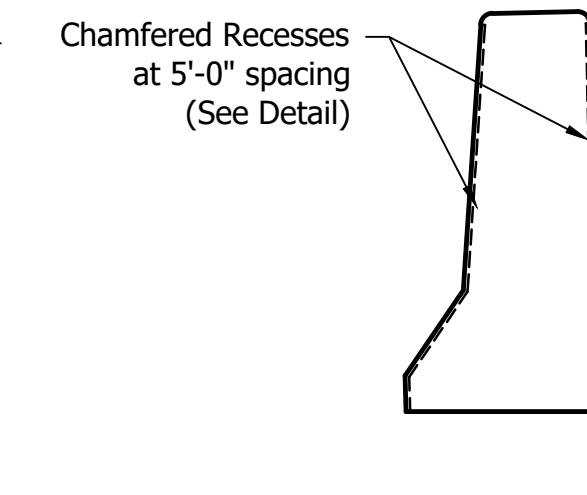 Chamfered Recesses
at 5'-0" spacing
(See Detail)